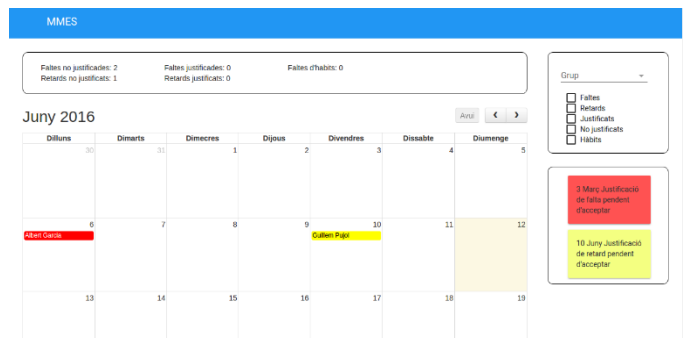 MMES
Faltes no justificades: 2
Faltes justificades: 0
Faltes d'habits: 0
Retards no justificats: 1
Retards justificats: 0
Juny 2016
Avui
Dilluns Dimarts Dimecres Dijous Divendres Dissabte Diumenge
30 31 1 2 3 4 5
6 7 8 9 10 11 12
Albert Garcia
Guillem Pujol
13 14 15 16 17 18 19
Grup
Faltes
Retards
Justificats
No justificats
Hàbits
3 Març Justificació
de falta pendent
d'acceptar
10 Juny Justificació
de retard pendent
d'acceptar